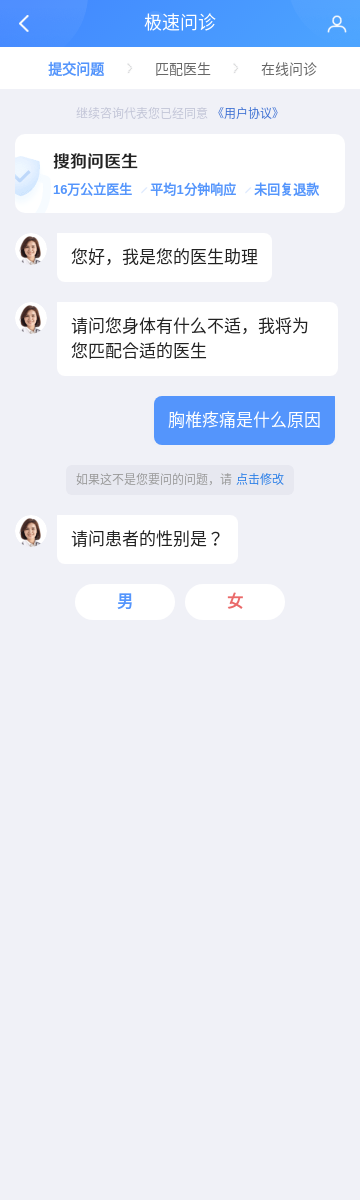 极速问诊
提交问题 匹配医生 在线问诊
继续咨询代表您已经同意 《用户协议》
搜狗问医生
16万公立医生 平均1分钟响应 未回复退款
您好，我是您的医生助理
请问您身体有什么不适，我将为
您匹配合适的医生
胸椎疼痛是什么原因
如果这不是您要问的问题，请 点击修改
请问患者的性别是？
男 女